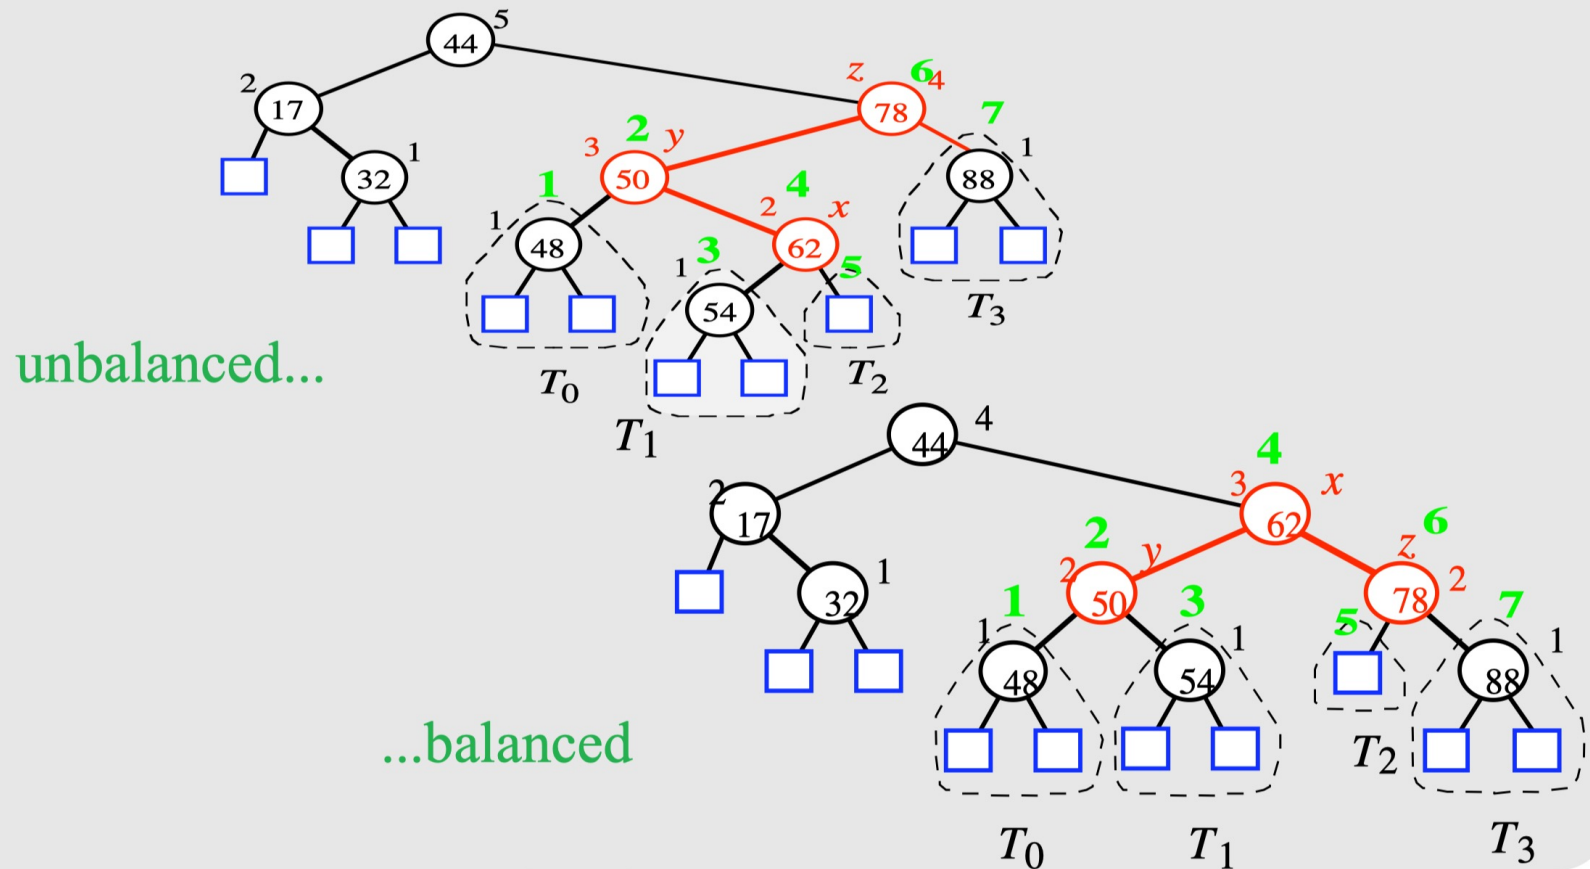 44 5
z 6 4
2 17 78 7
3 2 y 1
32 1 50 4 88
1 2 x
1 48 3 62
1 54 5
T3
unbalanced...
T0 T2
T1
44 4
4
3 x
2 17 62 6
2 y z
2 50 78 2
32 1
1 3 5 7
1 48 54 1 88 1
...balanced T2
T0 T1 T3